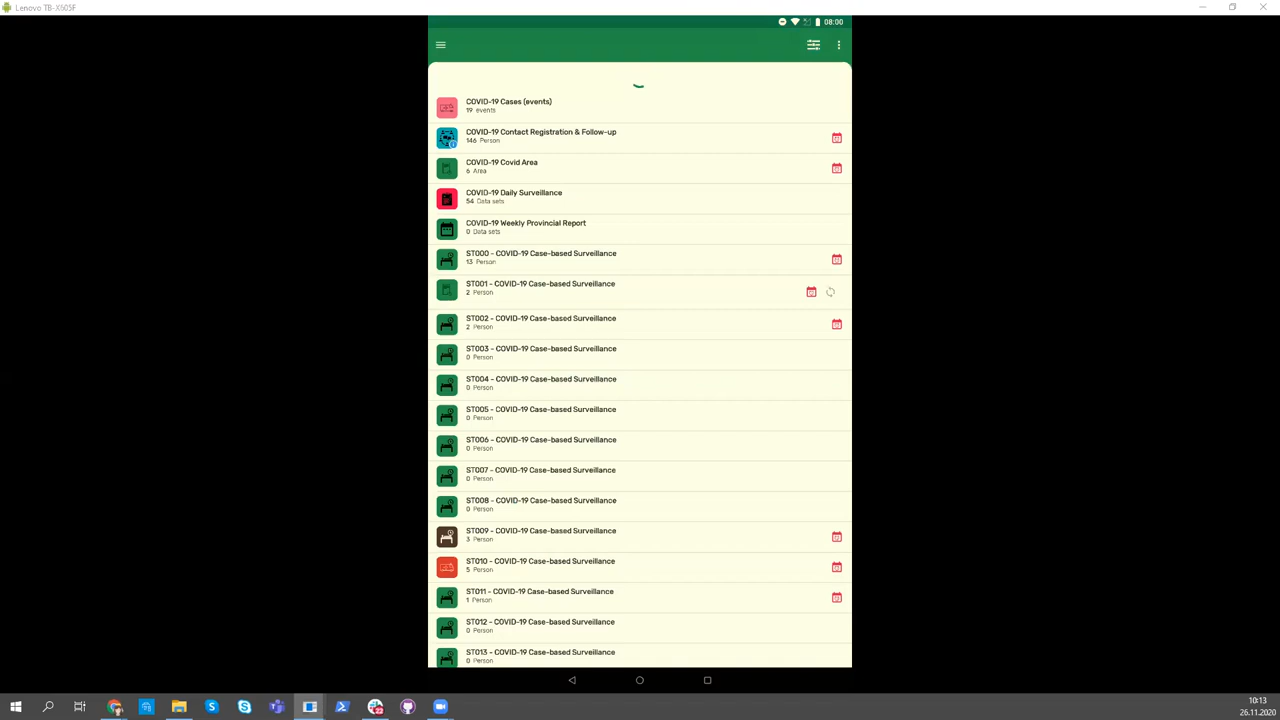 Lenovo TB-X605F
08:00
COVID-19 Cases (events)
19 events
COVID-19 Contact Registration & Follow-up
146 Person
COVID-19 Covid Area
6 Area
COVID-19 Daily Surveillance
54 Data sets
COVID-19 Weekly Provincial Report
0 Data sets
ST000 - COVID-19 Case-based Surveillance
13 Person
ST001 - COVID-19 Case-based Surveillance
2 Person
ST002 - COVID-19 Case-based Surveillance
2 Person
ST003 - COVID-19 Case-based Surveillance
0 Person
ST004 - COVID-19 Case-based Surveillance
0 Person
ST005 - COVID-19 Case-based Surveillance
0 Person
ST006 - COVID-19 Case-based Surveillance
0 Person
ST007 - COVID-19 Case-based Surveillance
0 Person
ST008 - COVID-19 Case-based Surveillance
0 Person
ST009 - COVID-19 Case-based Surveillance
3 Person
ST010 - COVID-19 Case-based Surveillance
5 Person
ST011 - COVID-19 Case-based Surveillance
1 Person
ST012 - COVID-19 Case-based Surveillance
0 Person
ST013 - COVID-19 Case-based Surveillance
0 Person
10:13
26.11.2020